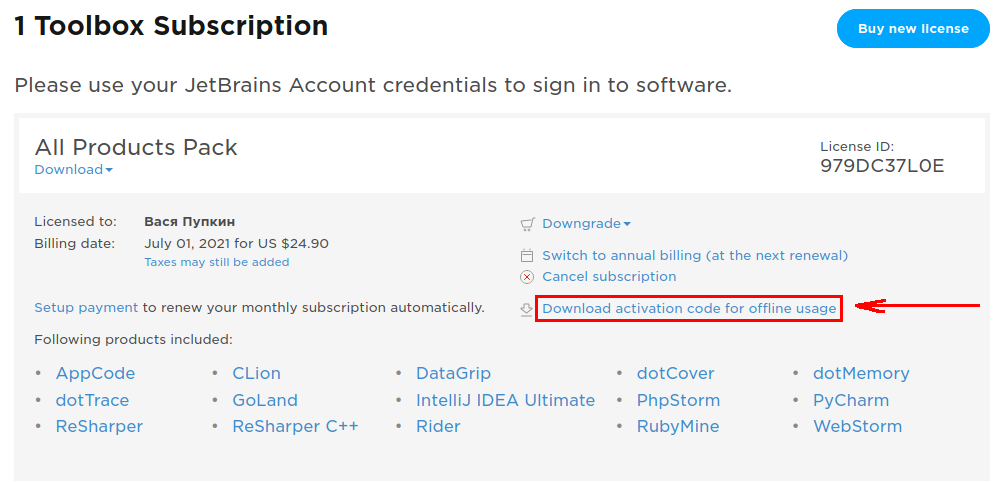 1 Toolbox Subscription
Buy new license
Please use your JetBrains Account credentials to sign in to software.
All Products Pack
Download
License ID:
979DC37L0E
Licensed to: Вася Пупкин
Billing date: July 01, 2021 for US $24.90
Taxes may still be added
Downgrade
Switch to annual billing (at the next renewal)
Cancel subscription
Setup payment to renew your monthly subscription automatically.
Download activation code for offline usage
Following products included:
• AppCode • CLion • DataGrip • dotCover • dotMemory
• dotTrace • GoLand • IntelliJ IDEA Ultimate • PhpStorm • PyCharm
• ReSharper • ReSharper C++ • Rider • RubyMine • WebStorm